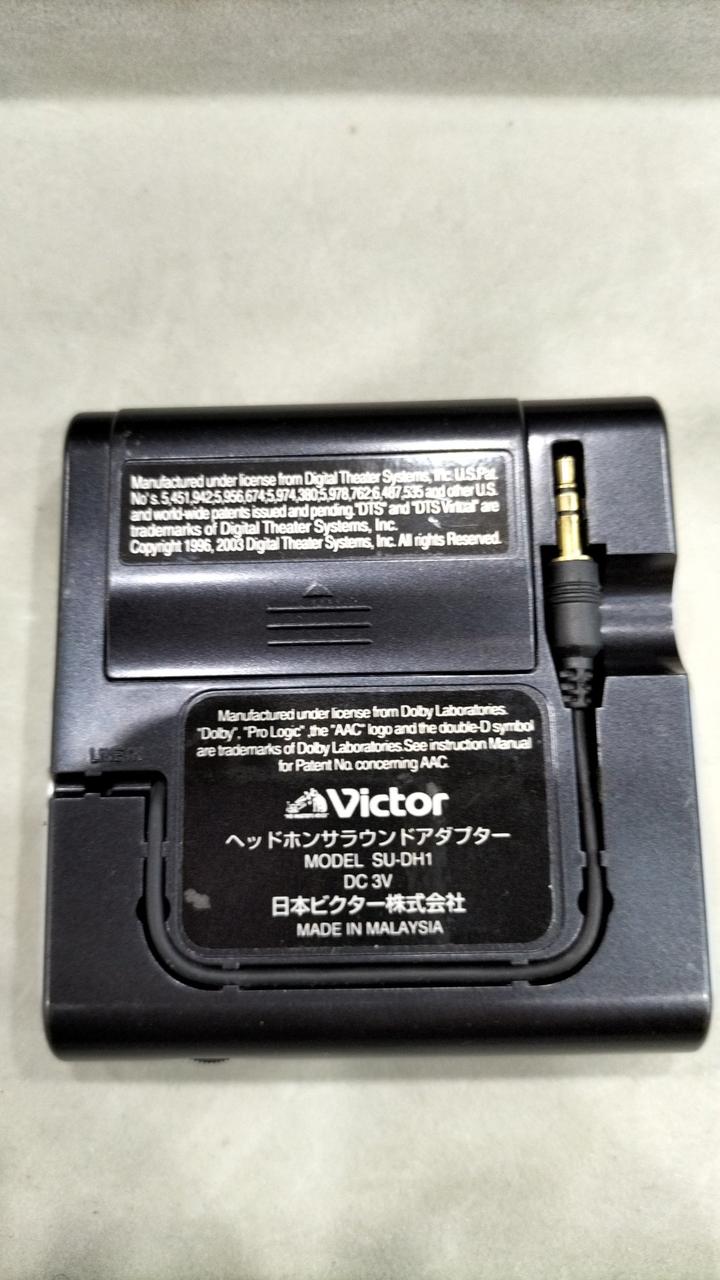 Manufactured under license from Digital Theater Systems, Inc. U.S.Pat.
No's. 5,451,942;5,956,674;5,974,380;5,978,762;6,487,535 and other U.S.
and world-wide patents issued and pending."DTS" and "DTS Virtual" are
trademarks of Digital Theater Systems, Inc.
Copyright 1996, 2003 Digital Theater Systems, Inc. All rights Reserved.
Manufactured under license from Dolby Laboratories.
"Dolby", "Pro Logic" ,the "AAC" logo and the double-D symbol
are trademarks of Dolby Laboratories.See instruction Manual
for Patent No. concerning AAC.
Victor
ヘッドホンサラウンドアダプター
MODEL SU-DH1
DC 3V
日本ビクター株式会社
MADE IN MALAYSIA